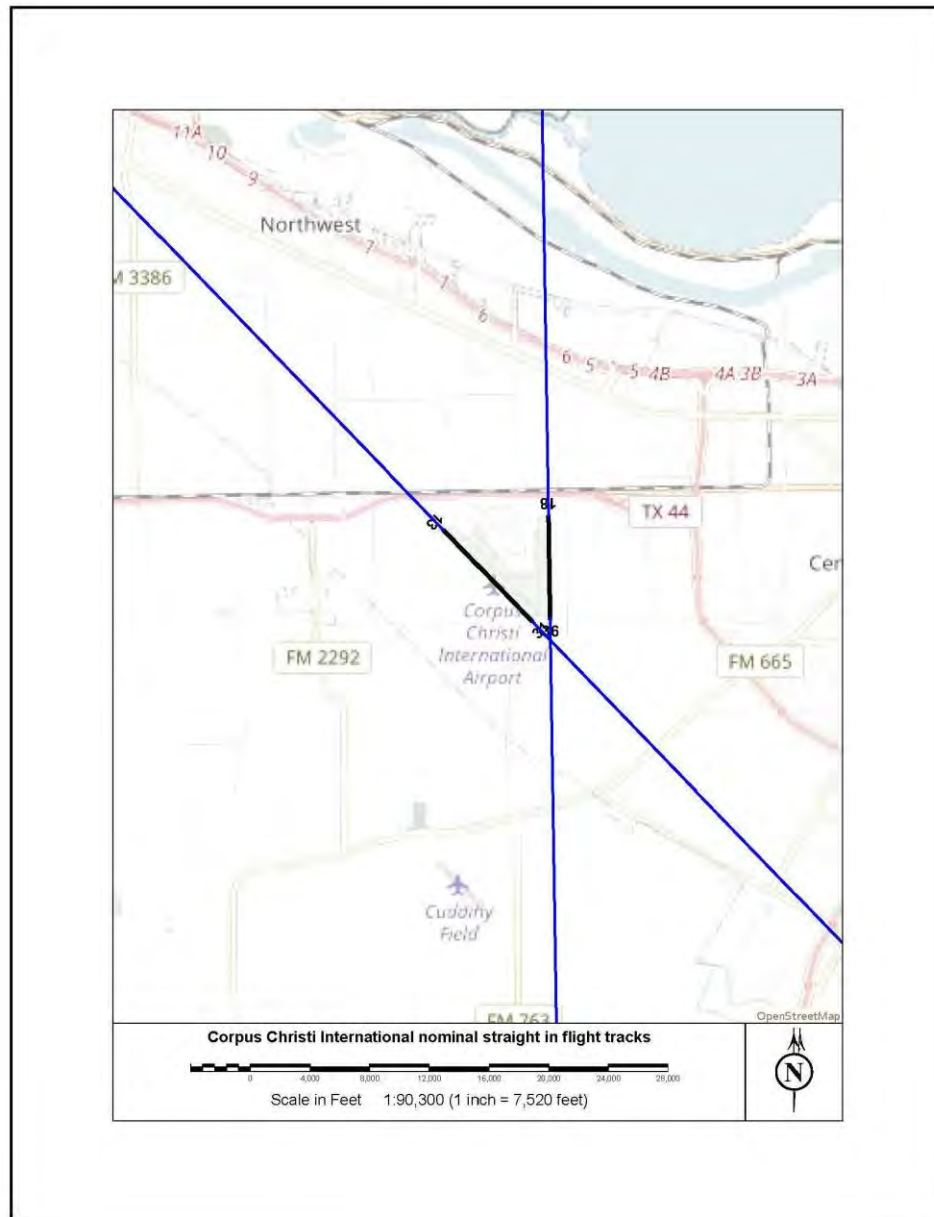 11A
10
9
Northwest
7
7
6
M 3386
6
5
5
4B
4A 3B
3A
18
TX 44
13
Cer
Corpus
Christi
International
Airport
FM 2292
FM 665
Cuddihy
Field
FM 763
OpenStreetMap
Corpus Christi International nominal straight in flight tracks
0 4,000 8,000 12,000 16,000 20,000 24,000 28,000
Scale in Feet 1:90,300 (1 inch = 7,520 feet)
N